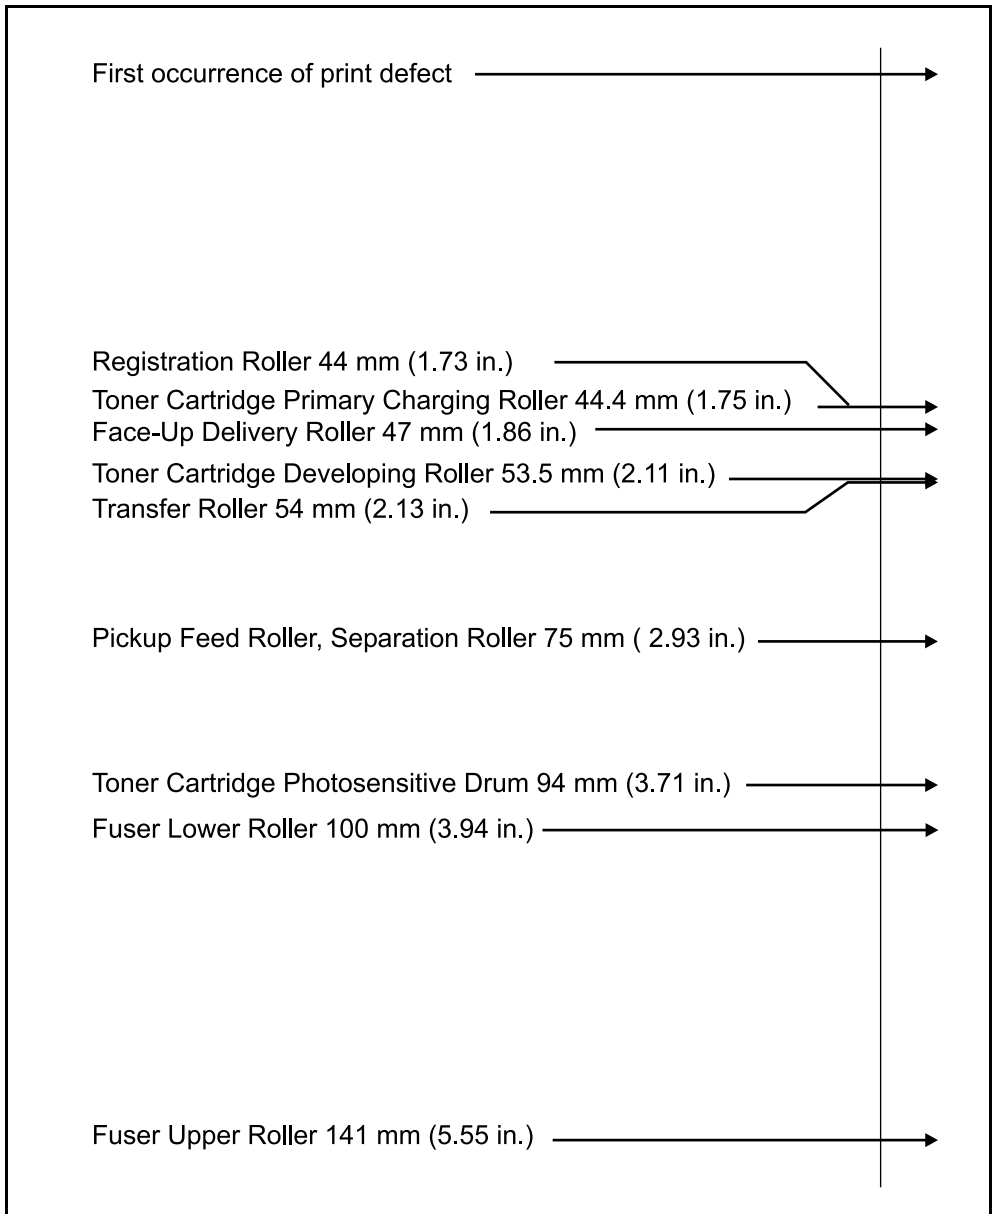 First occurrence of print defect
Registration Roller 44 mm (1.73 in.)
Toner Cartridge Primary Charging Roller 44.4 mm (1.75 in.)
Face-Up Delivery Roller 47 mm (1.86 in.)
Toner Cartridge Developing Roller 53.5 mm (2.11 in.)
Transfer Roller 54 mm (2.13 in.)
Pickup Feed Roller, Separation Roller 75 mm ( 2.93 in.)
Toner Cartridge Photosensitive Drum 94 mm (3.71 in.)
Fuser Lower Roller 100 mm (3.94 in.)
Fuser Upper Roller 141 mm (5.55 in.)